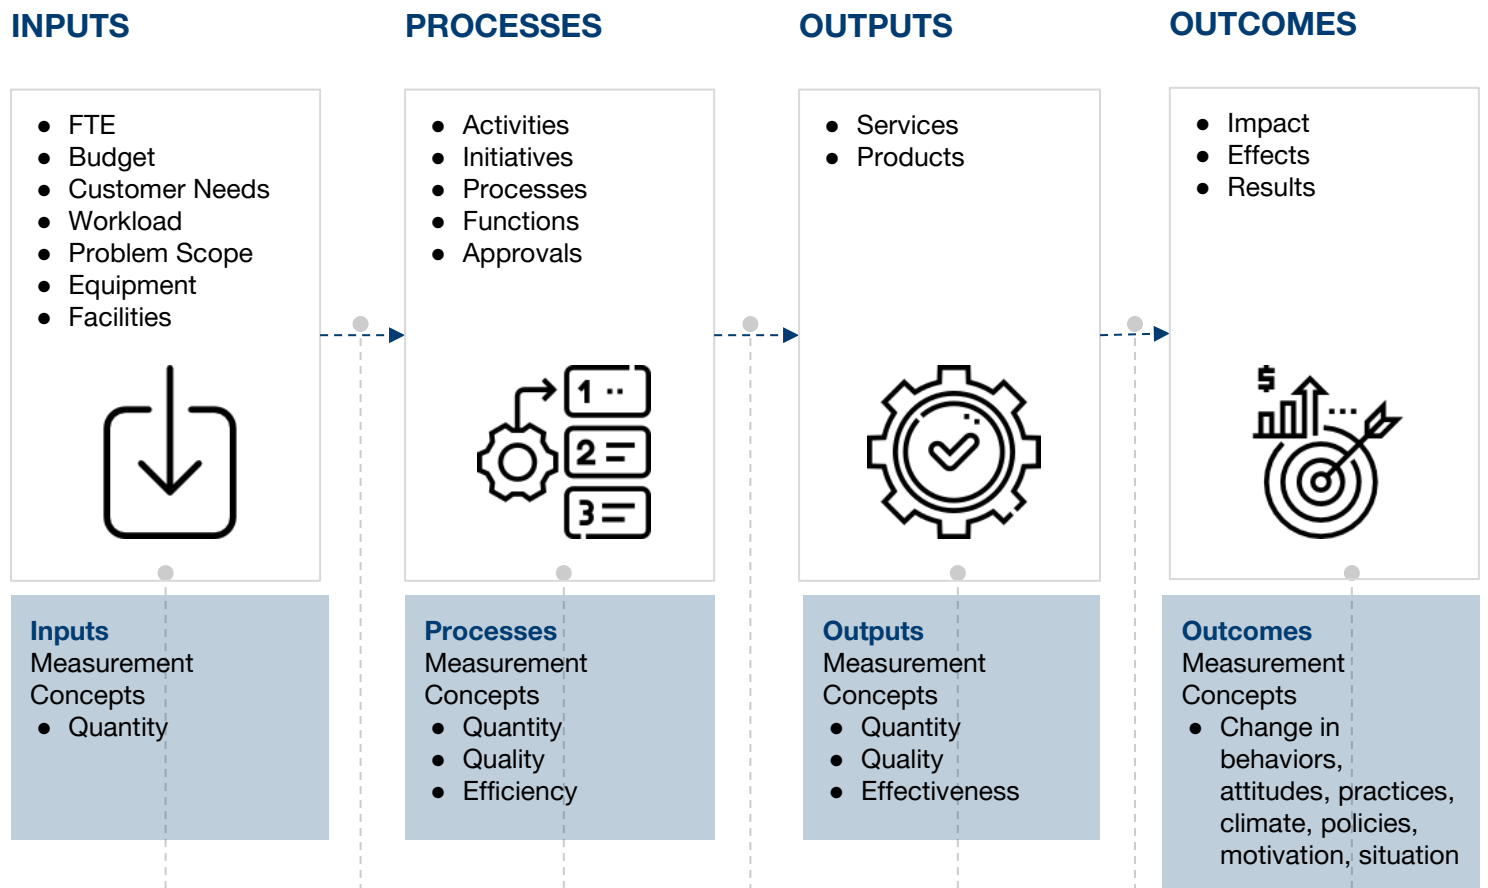 INPUTS
PROCESSES
OUTPUTS
OUTCOMES
● FTE
● Budget
● Customer Needs
● Workload
● Problem Scope
● Equipment
● Facilities
● Activities
● Initiatives
● Processes
● Functions
● Approvals
1
2
3
● Services
● Products
● Impact
● Effects
● Results
$
Inputs
Measurement
Concepts
● Quantity
Processes
Measurement
Concepts
● Quantity
● Quality
● Efficiency
Outputs
Measurement
Concepts
● Quantity
● Quality
● Effectiveness
Outcomes
Measurement
Concepts
● Change in
behaviors,
attitudes, practices,
climate, policies,
motivation, situation